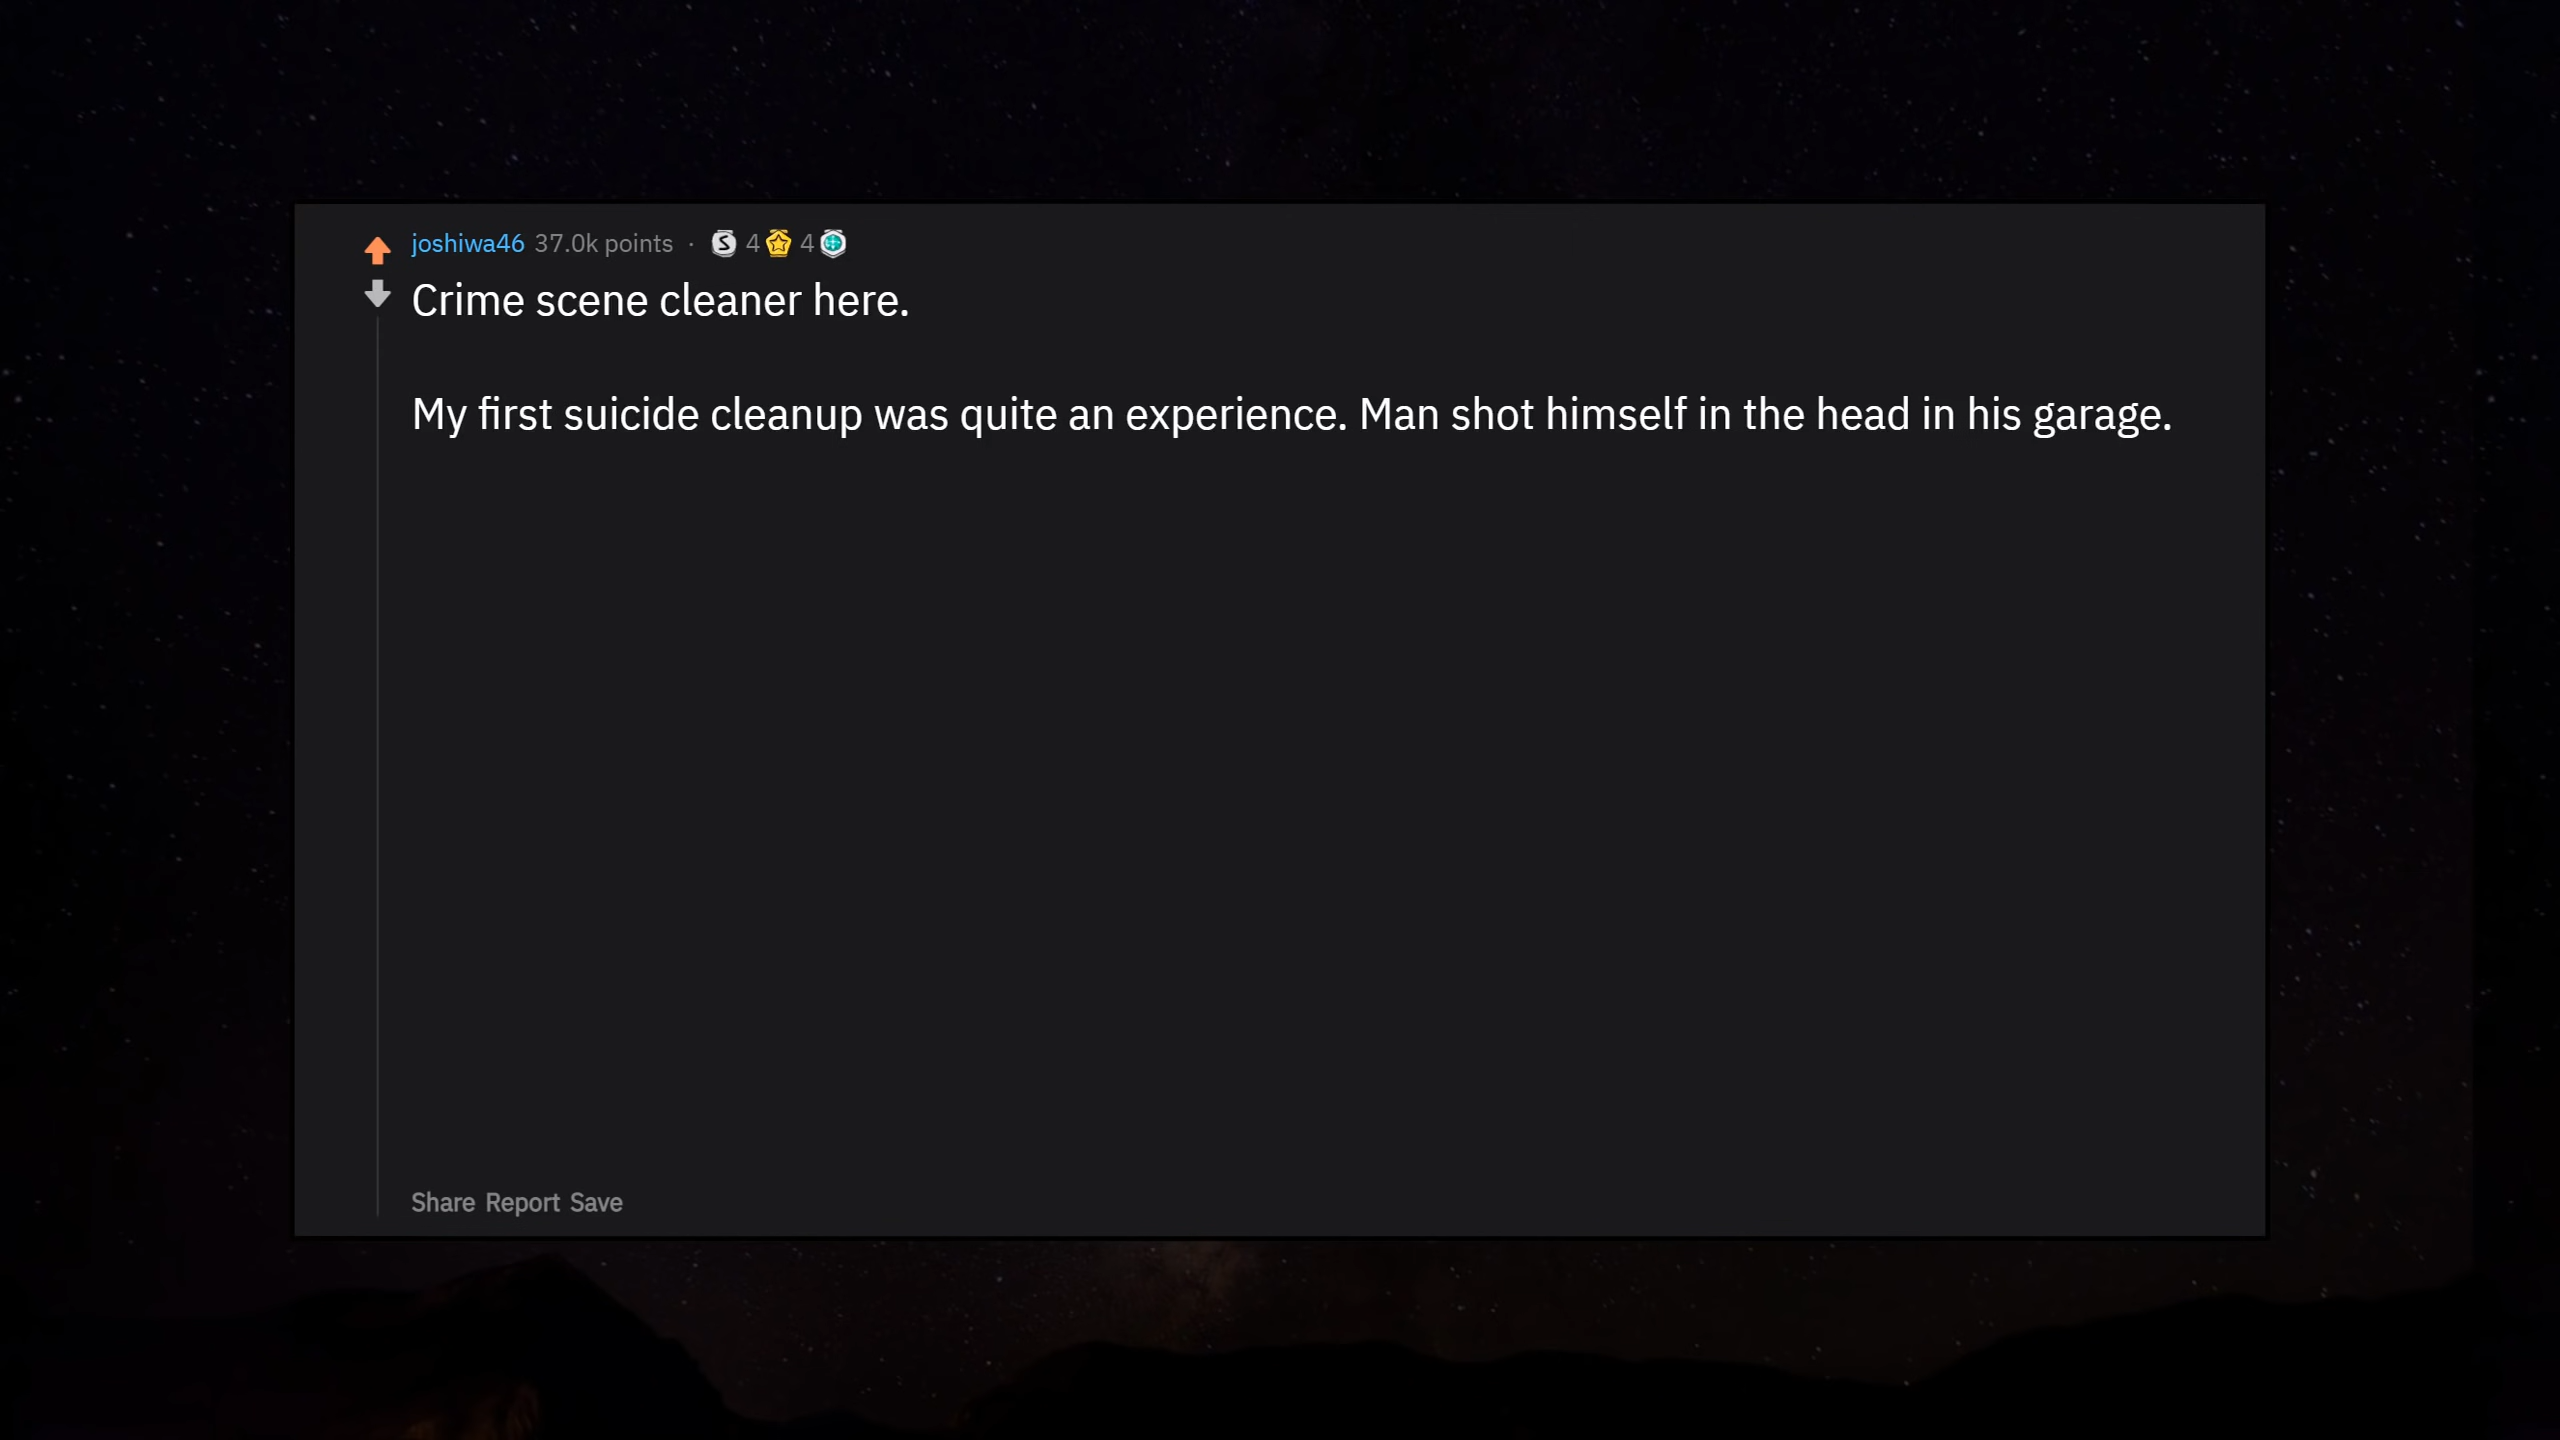 joshiwa46 37.0k points · S 4 4
Crime scene cleaner here.
My first suicide cleanup was quite an experience. Man shot himself in the head in his garage.
Share Report Save